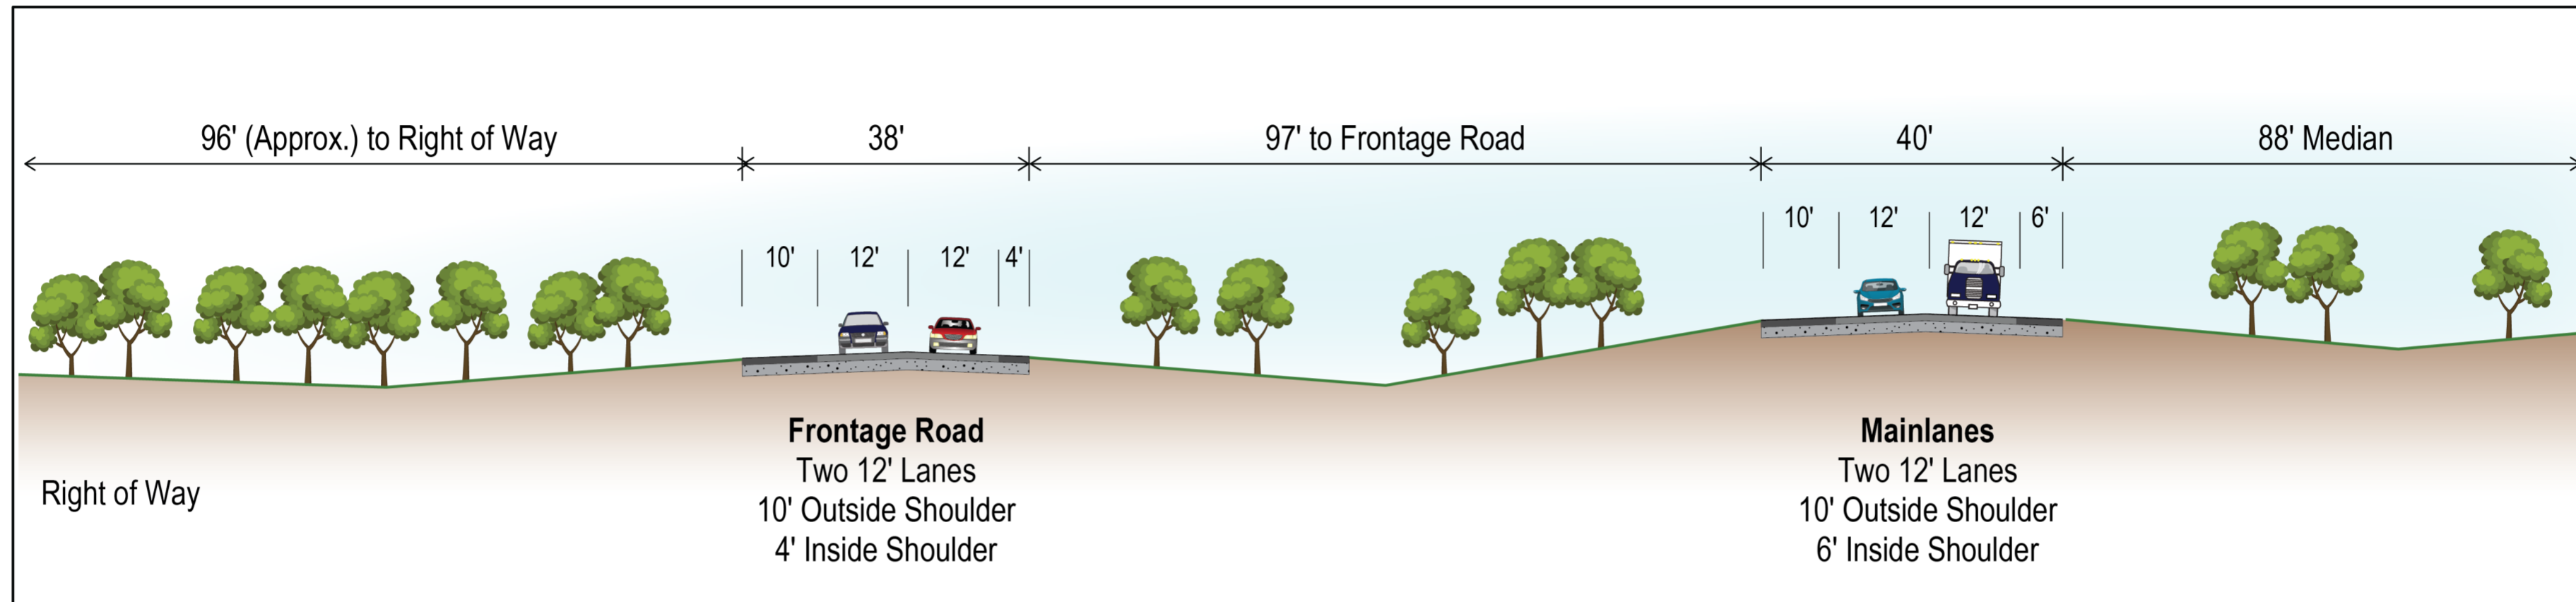 96' (Approx.) to Right of Way
38'
97' to Frontage Road
40'
88' Median
10'
12'
12'
4'
10'
12'
12'
6'
Frontage Road
Two 12' Lanes
10' Outside Shoulder
4' Inside Shoulder
Mainlanes
Two 12' Lanes
10' Outside Shoulder
6' Inside Shoulder
Right of Way